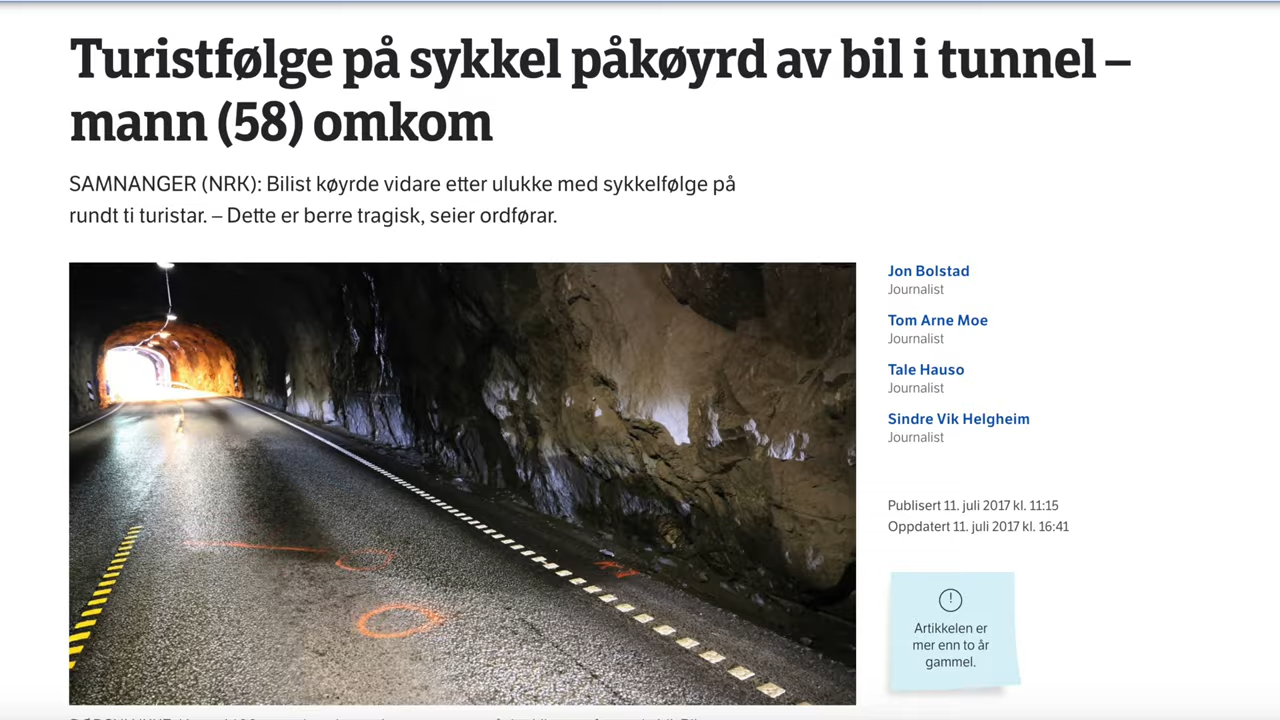 Turistfølge på sykkel påkøyrd av bil i tunnel –
mann (58) omkom
SAMNANGER (NRK): Bilist køyrde vidare etter ulukke med sykkelfølge på
rundt ti turistar. – Dette er berre tragisk, seier ordførar.
Jon Bolstad
Journalist
Tom Arne Moe
Journalist
Tale Hauso
Journalist
Sindre Vik Helgheim
Journalist
Publisert 11. juli 2017 kl. 11:15
Oppdatert 11. juli 2017 kl. 16:41
Artikkelen er
mer enn to år
gammel.